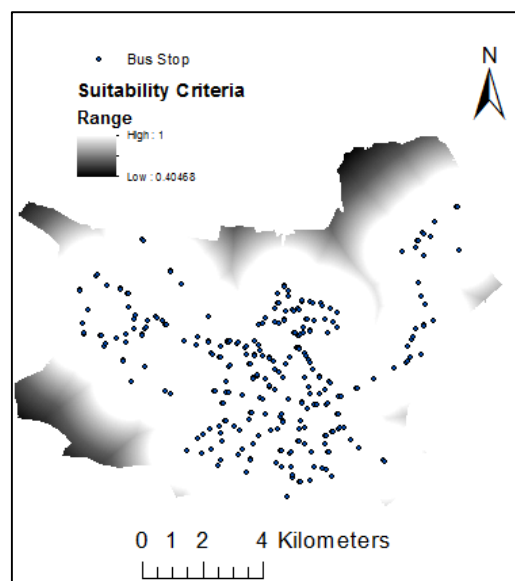 Bus Stop
N
Suitability Criteria
Range
High : 1
Low : 0.40468
0 1 2 4 Kilometers